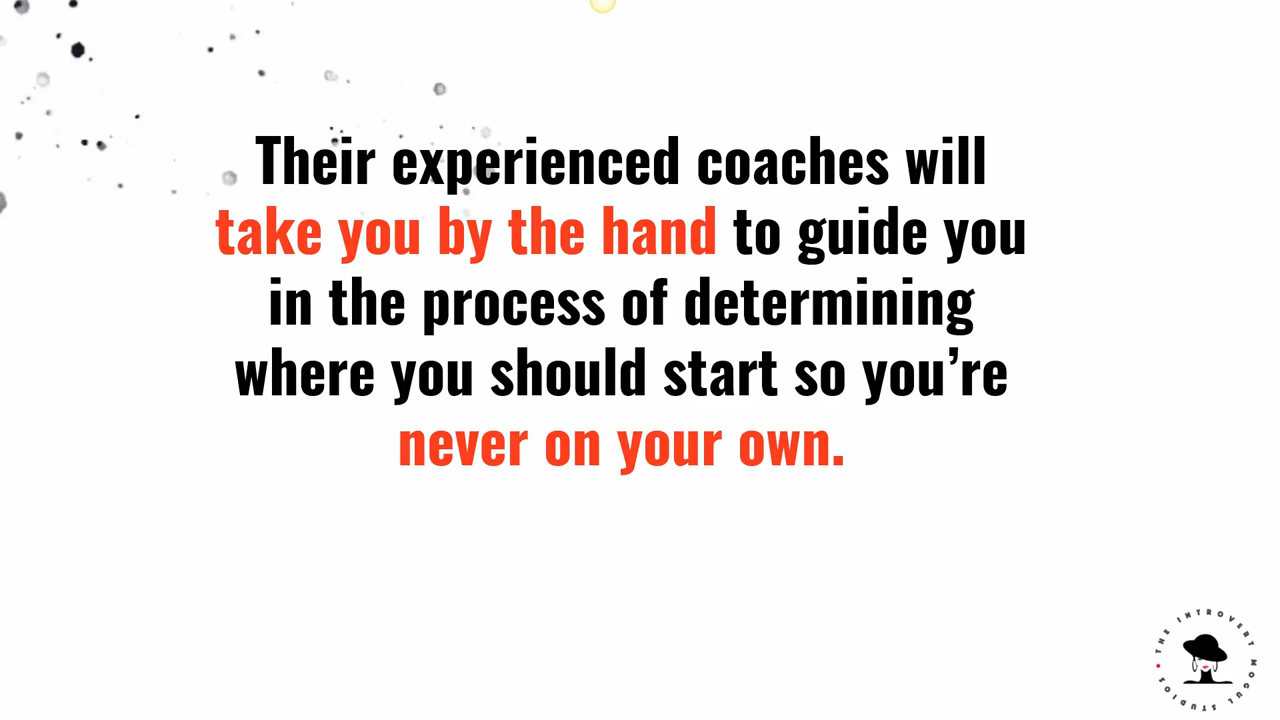 Their experienced coaches will
take you by the hand to guide you
in the process of determining
where you should start so you’re
never on your own.
THE INTROVERT MOGUL STUDIOS